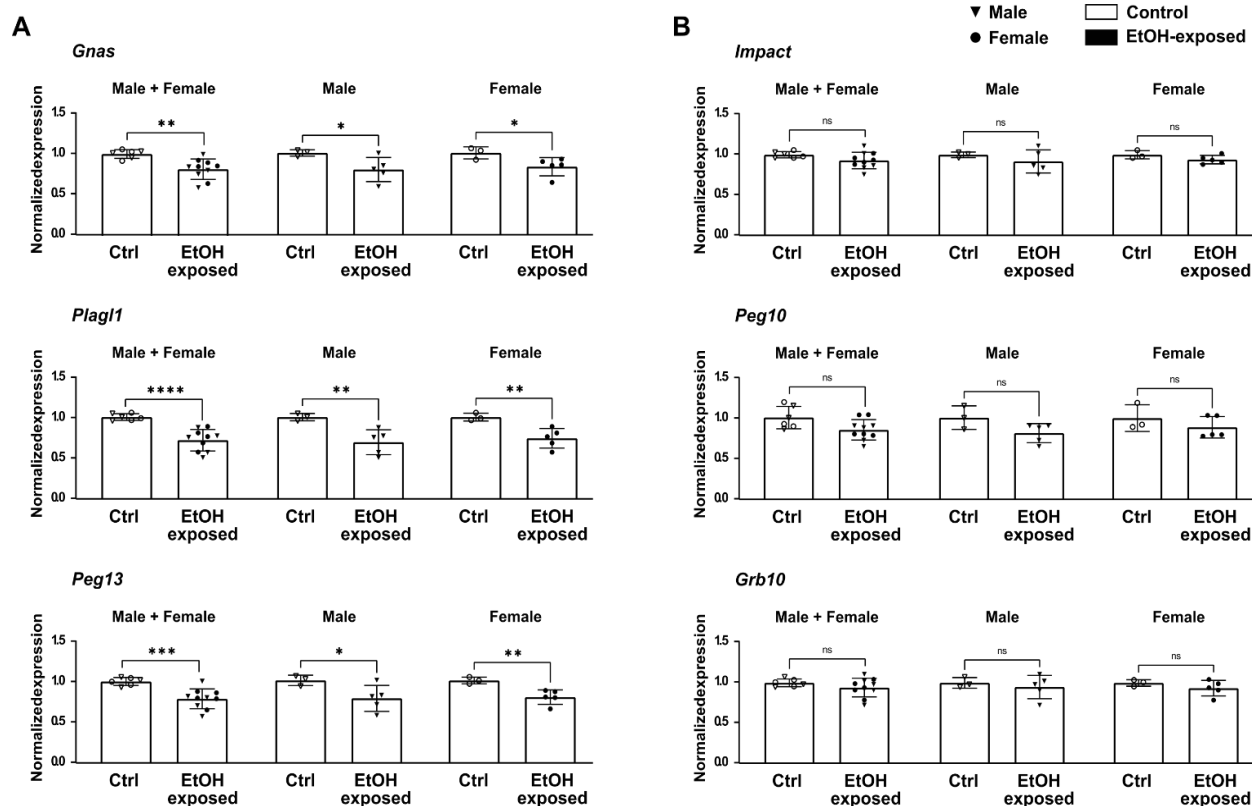 A
Gnas
Male + Female
Male
Female
Normalizedexpression
1.5
1.0
0.5
0.0
**
*
*
Ctrl
EtOH
exposed
Ctrl
EtOH
exposed
Ctrl
EtOH
exposed
Plagl1
Male + Female
Male
Female
Normalizedexpression
1.5
1.0
0.5
0.0
****
**
**
Ctrl
EtOH
exposed
Ctrl
EtOH
exposed
Ctrl
EtOH
exposed
Peg13
Male + Female
Male
Female
Normalizedexpression
1.5
1.0
0.5
0.0
***
*
**
Ctrl
EtOH
exposed
Ctrl
EtOH
exposed
Ctrl
EtOH
exposed
B
Male
Female
Control
EtOH-exposed
Impact
Male + Female
Male
Female
Normalizedexpression
1.5
1.0
0.5
0.0
ns
ns
ns
Ctrl
EtOH
exposed
Ctrl
EtOH
exposed
Ctrl
EtOH
exposed
Peg10
Male + Female
Male
Female
Normalizedexpression
1.5
1.0
0.5
0.0
ns
ns
ns
Ctrl
EtOH
exposed
Ctrl
EtOH
exposed
Ctrl
EtOH
exposed
Grb10
Male + Female
Male
Female
Normalizedexpression
1.5
1.0
0.5
0.0
ns
ns
ns
Ctrl
EtOH
exposed
Ctrl
EtOH
exposed
Ctrl
EtOH
exposed